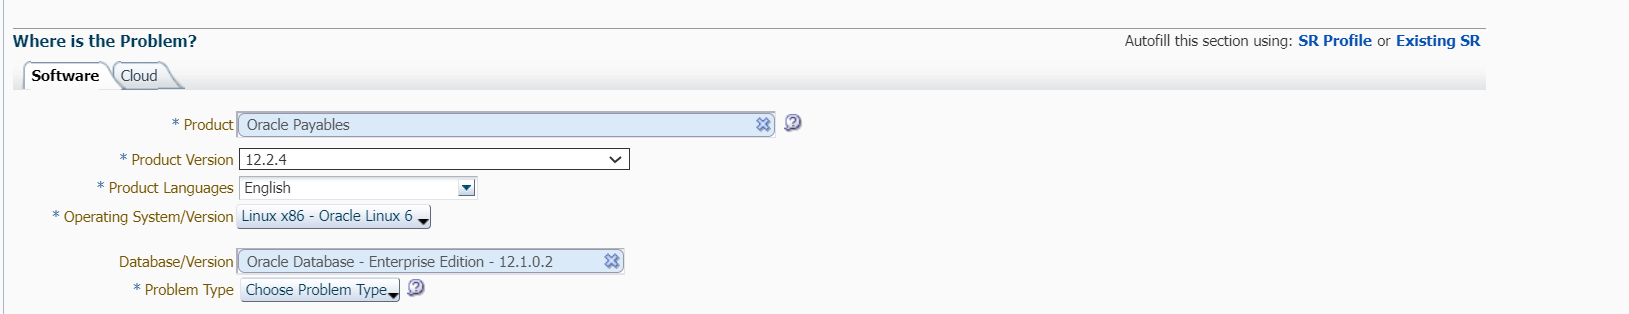 Where is the Problem?
Autofill this section using: SR Profile or Existing SR
Software Cloud
* Product Oracle Payables
* Product Version 12.2.4
* Product Languages English
* Operating System/Version Linux x86 - Oracle Linux 6
Database/Version Oracle Database - Enterprise Edition - 12.1.0.2
* Problem Type Choose Problem Type